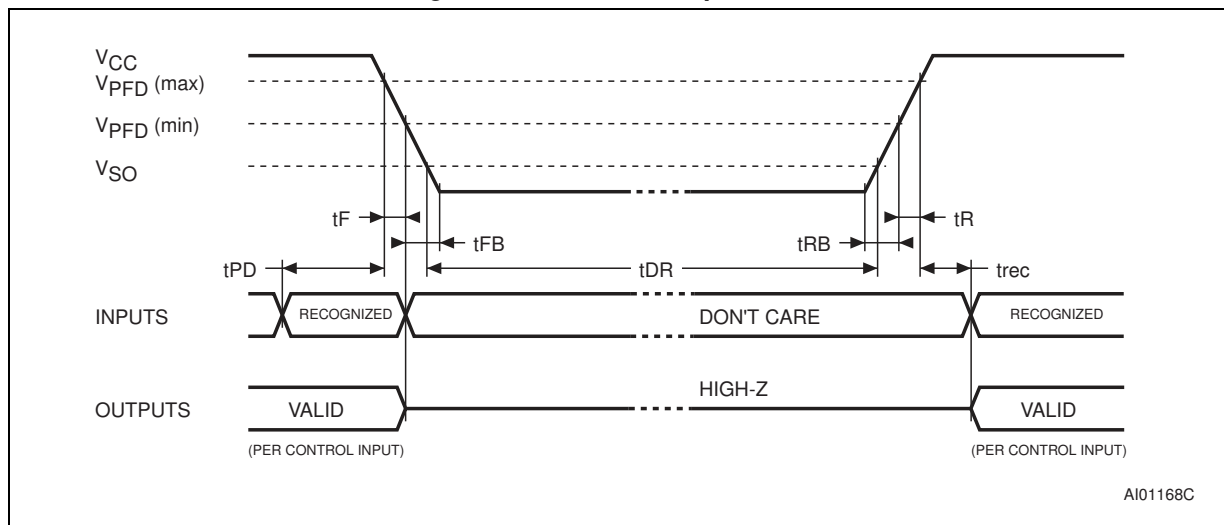 VCC
VPFD (max)
VPFD (min)
VSO
tF
tFB
tRB
tR
tPD
tDR
trec
INPUTS
RECOGNIZED
DON'T CARE
RECOGNIZED
HIGH-Z
OUTPUTS
VALID
VALID
(PER CONTROL INPUT)
(PER CONTROL INPUT)
AI01168C